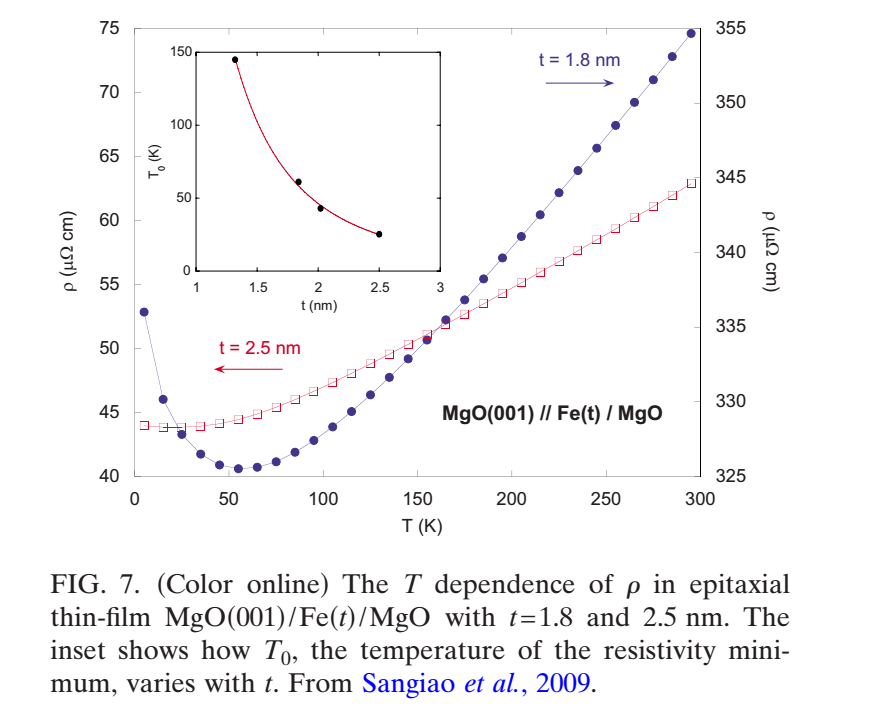 75
70
65
60
55
50
45
40
ρ (μΩ cm)
355
350
345
340
335
330
325
ρ (μΩ cm)
0 50 100 150 200 250 300
T (K)
150
100
50
0
T₀ (K)
1 1.5 2 2.5 3
t (nm)
t = 1.8 nm
t = 2.5 nm
MgO(001) // Fe(t) / MgO
FIG. 7. (Color online) The T dependence of ρ in epitaxial
thin-film MgO(001)/Fe(t)/MgO with t=1.8 and 2.5 nm. The
inset shows how T₀, the temperature of the resistivity mini-
mum, varies with t. From Sangiao et al., 2009.